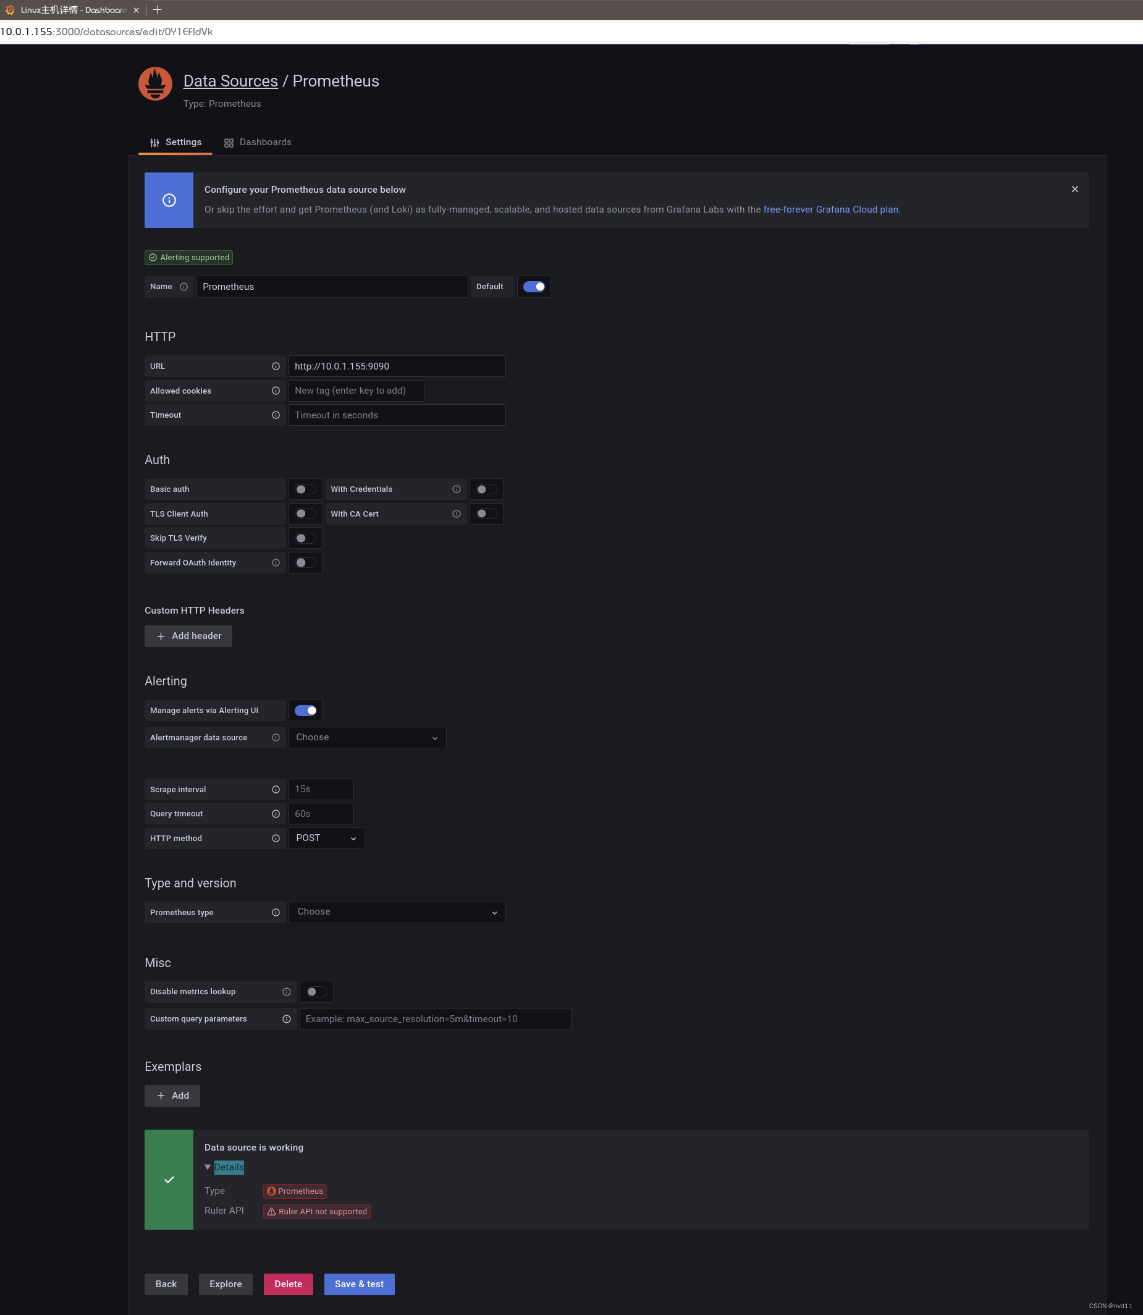 Linux主机详情 - Dashboard
10.0.1.155:3000/datasources/edit/0Y1EFldVk
Data Sources / Prometheus
Type: Prometheus
Settings
Dashboards
Configure your Prometheus data source below
Or skip the effort and get Prometheus (and Loki) as fully-managed, scalable, and hosted data sources from Grafana Labs with the free-forever Grafana Cloud plan.
Alerting supported
Name Prometheus Default
HTTP
URL http://10.0.1.155:9090
Allowed cookies New tag (enter key to add)
Timeout Timeout in seconds
Auth
Basic auth With Credentials
TLS Client Auth With CA Cert
Skip TLS Verify
Forward OAuth Identity
Custom HTTP Headers
+ Add header
Alerting
Manage alerts via Alerting UI
Alertmanager data source Choose
Scrape interval 15s
Query timeout 60s
HTTP method POST
Type and version
Prometheus type Choose
Misc
Disable metrics lookup
Custom query parameters Example: max_source_resolution=5m&timeout=10
Exemplars
+ Add
Data source is working
Details
Type Prometheus
Ruler API Ruler API not supported
Back Explore Delete Save & test